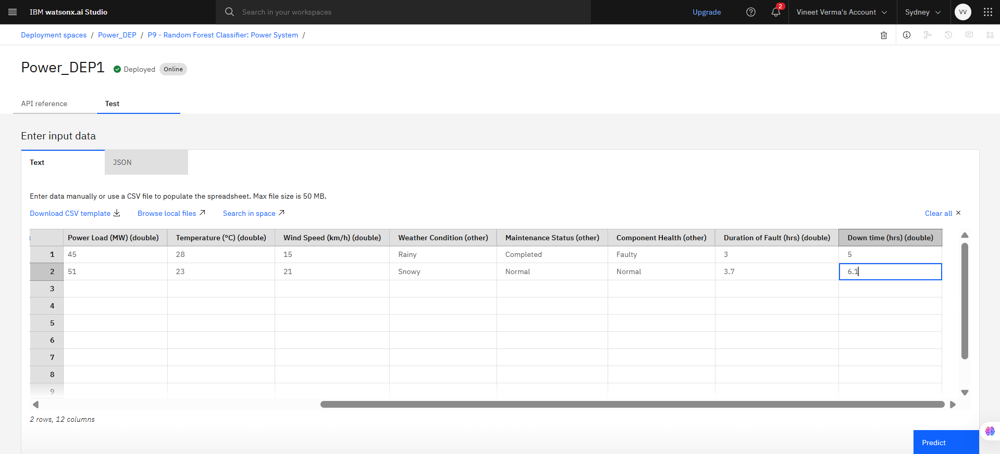 IBM watsonx.ai Studio
Search in your workspaces
Upgrade
2
Vineet Verma's Account
Sydney
VV
Deployment spaces / Power_DEP / P9 - Random Forest Classifier: Power System /
Power_DEP1
Deployed
Online
API reference
Test
Enter input data
Text
JSON
Enter data manually or use a CSV file to populate the spreadsheet. Max file size is 50 MB.
Download CSV template
Browse local files
Search in space
Clear all
Power Load (MW) (double) Temperature (°C) (double) Wind Speed (km/h) (double) Weather Condition (other) Maintenance Status (other) Component Health (other) Duration of Fault (hrs) (double) Down time (hrs) (double)
1 45 28 15 Rainy Completed Faulty 3 5
2 51 23 21 Snowy Normal Normal 3.7 6.1
3
4
5
6
7
8
9
2 rows, 12 columns
Predict